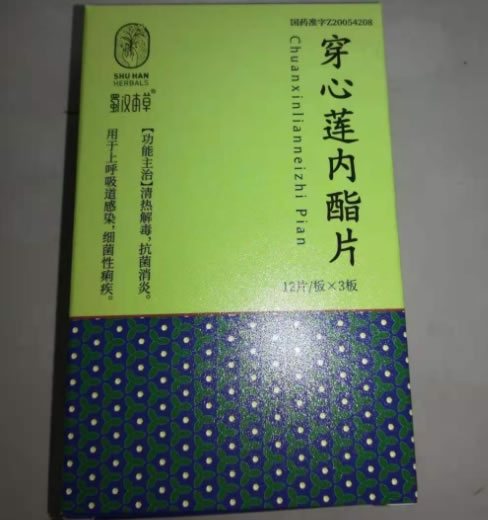 国药准字Z20054208
穿心莲内酯片
Chuanxinlianneizhi Pian
12片/板×3板
SHU HAN
HERBALS
蜀汉本草®
【功能主治】清热解毒，抗菌消炎。
用于上呼吸道感染，细菌性痢疾。